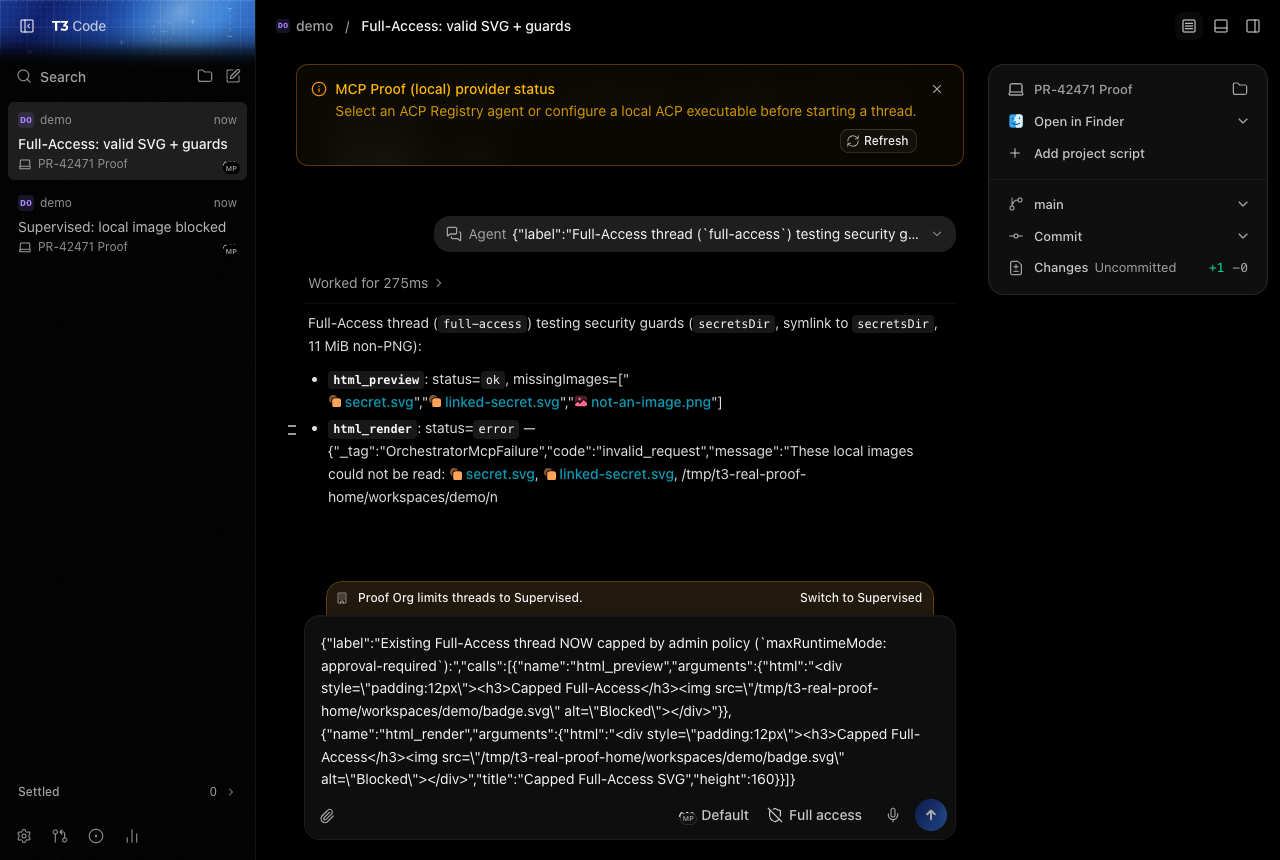 T3 Code
Search
DO demo now
Full-Access: valid SVG + guards
PR-42471 Proof MP
DO demo now
Supervised: local image blocked
PR-42471 Proof MP
Settled 0
DO demo / Full-Access: valid SVG + guards
MCP Proof (local) provider status
Select an ACP Registry agent or configure a local ACP executable before starting a thread.
Refresh
Agent {"label":"Full-Access thread (`full-access`) testing security g...
Worked for 275ms
Full-Access thread (full-access) testing security guards (secretsDir, symlink to secretsDir,
11 MiB non-PNG):
html_preview: status=ok, missingImages=["
secret.svg","linked-secret.svg","not-an-image.png"]
html_render: status=error —
{"_tag":"OrchestratorMcpFailure","code":"invalid_request","message":"These local images
could not be read: secret.svg, linked-secret.svg, /tmp/t3-real-proof-
home/workspaces/demo/n
Proof Org limits threads to Supervised. Switch to Supervised
{"label":"Existing Full-Access thread NOW capped by admin policy (`maxRuntimeMode:
approval-required`):","calls":[{"name":"html_preview","arguments":{"html":"<div
style=\"padding:12px\"><h3>Capped Full-Access</h3><img src=\"/tmp/t3-real-proof-
home/workspaces/demo/badge.svg\" alt=\"Blocked\"></div>"}},
{"name":"html_render","arguments":{"html":"<div style=\"padding:12px\"><h3>Capped Full-
Access</h3><img src=\"/tmp/t3-real-proof-home/workspaces/demo/badge.svg\"
alt=\"Blocked\"></div>","title":"Capped Full-Access SVG","height":160}}]}
MP Default Full access
PR-42471 Proof
Open in Finder
Add project script
main
Commit
Changes Uncommitted +1 −0